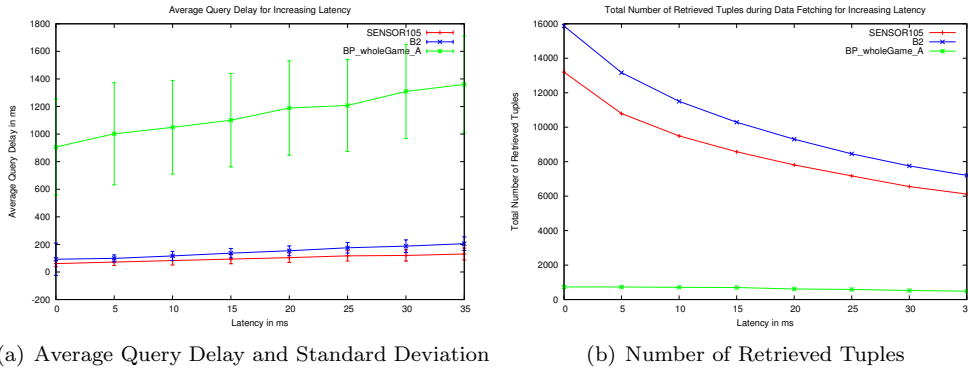 Average Query Delay for Increasing Latency
1800
1600
1400
1200
1000
800
600
400
200
0
-200
Average Query Delay in ms
SENSOR105
B2
BP_wholeGame_A
0 5 10 15 20 25 30 35
Latency in ms
(a) Average Query Delay and Standard Deviation
Total Number of Retrieved Tuples during Data Fetching for Increasing Latency
16000
14000
12000
10000
8000
6000
4000
2000
0
Total Number of Retrieved Tuples
SENSOR105
B2
BP_wholeGame_A
0 5 10 15 20 25 30 3
Latency in ms
(b) Number of Retrieved Tuples